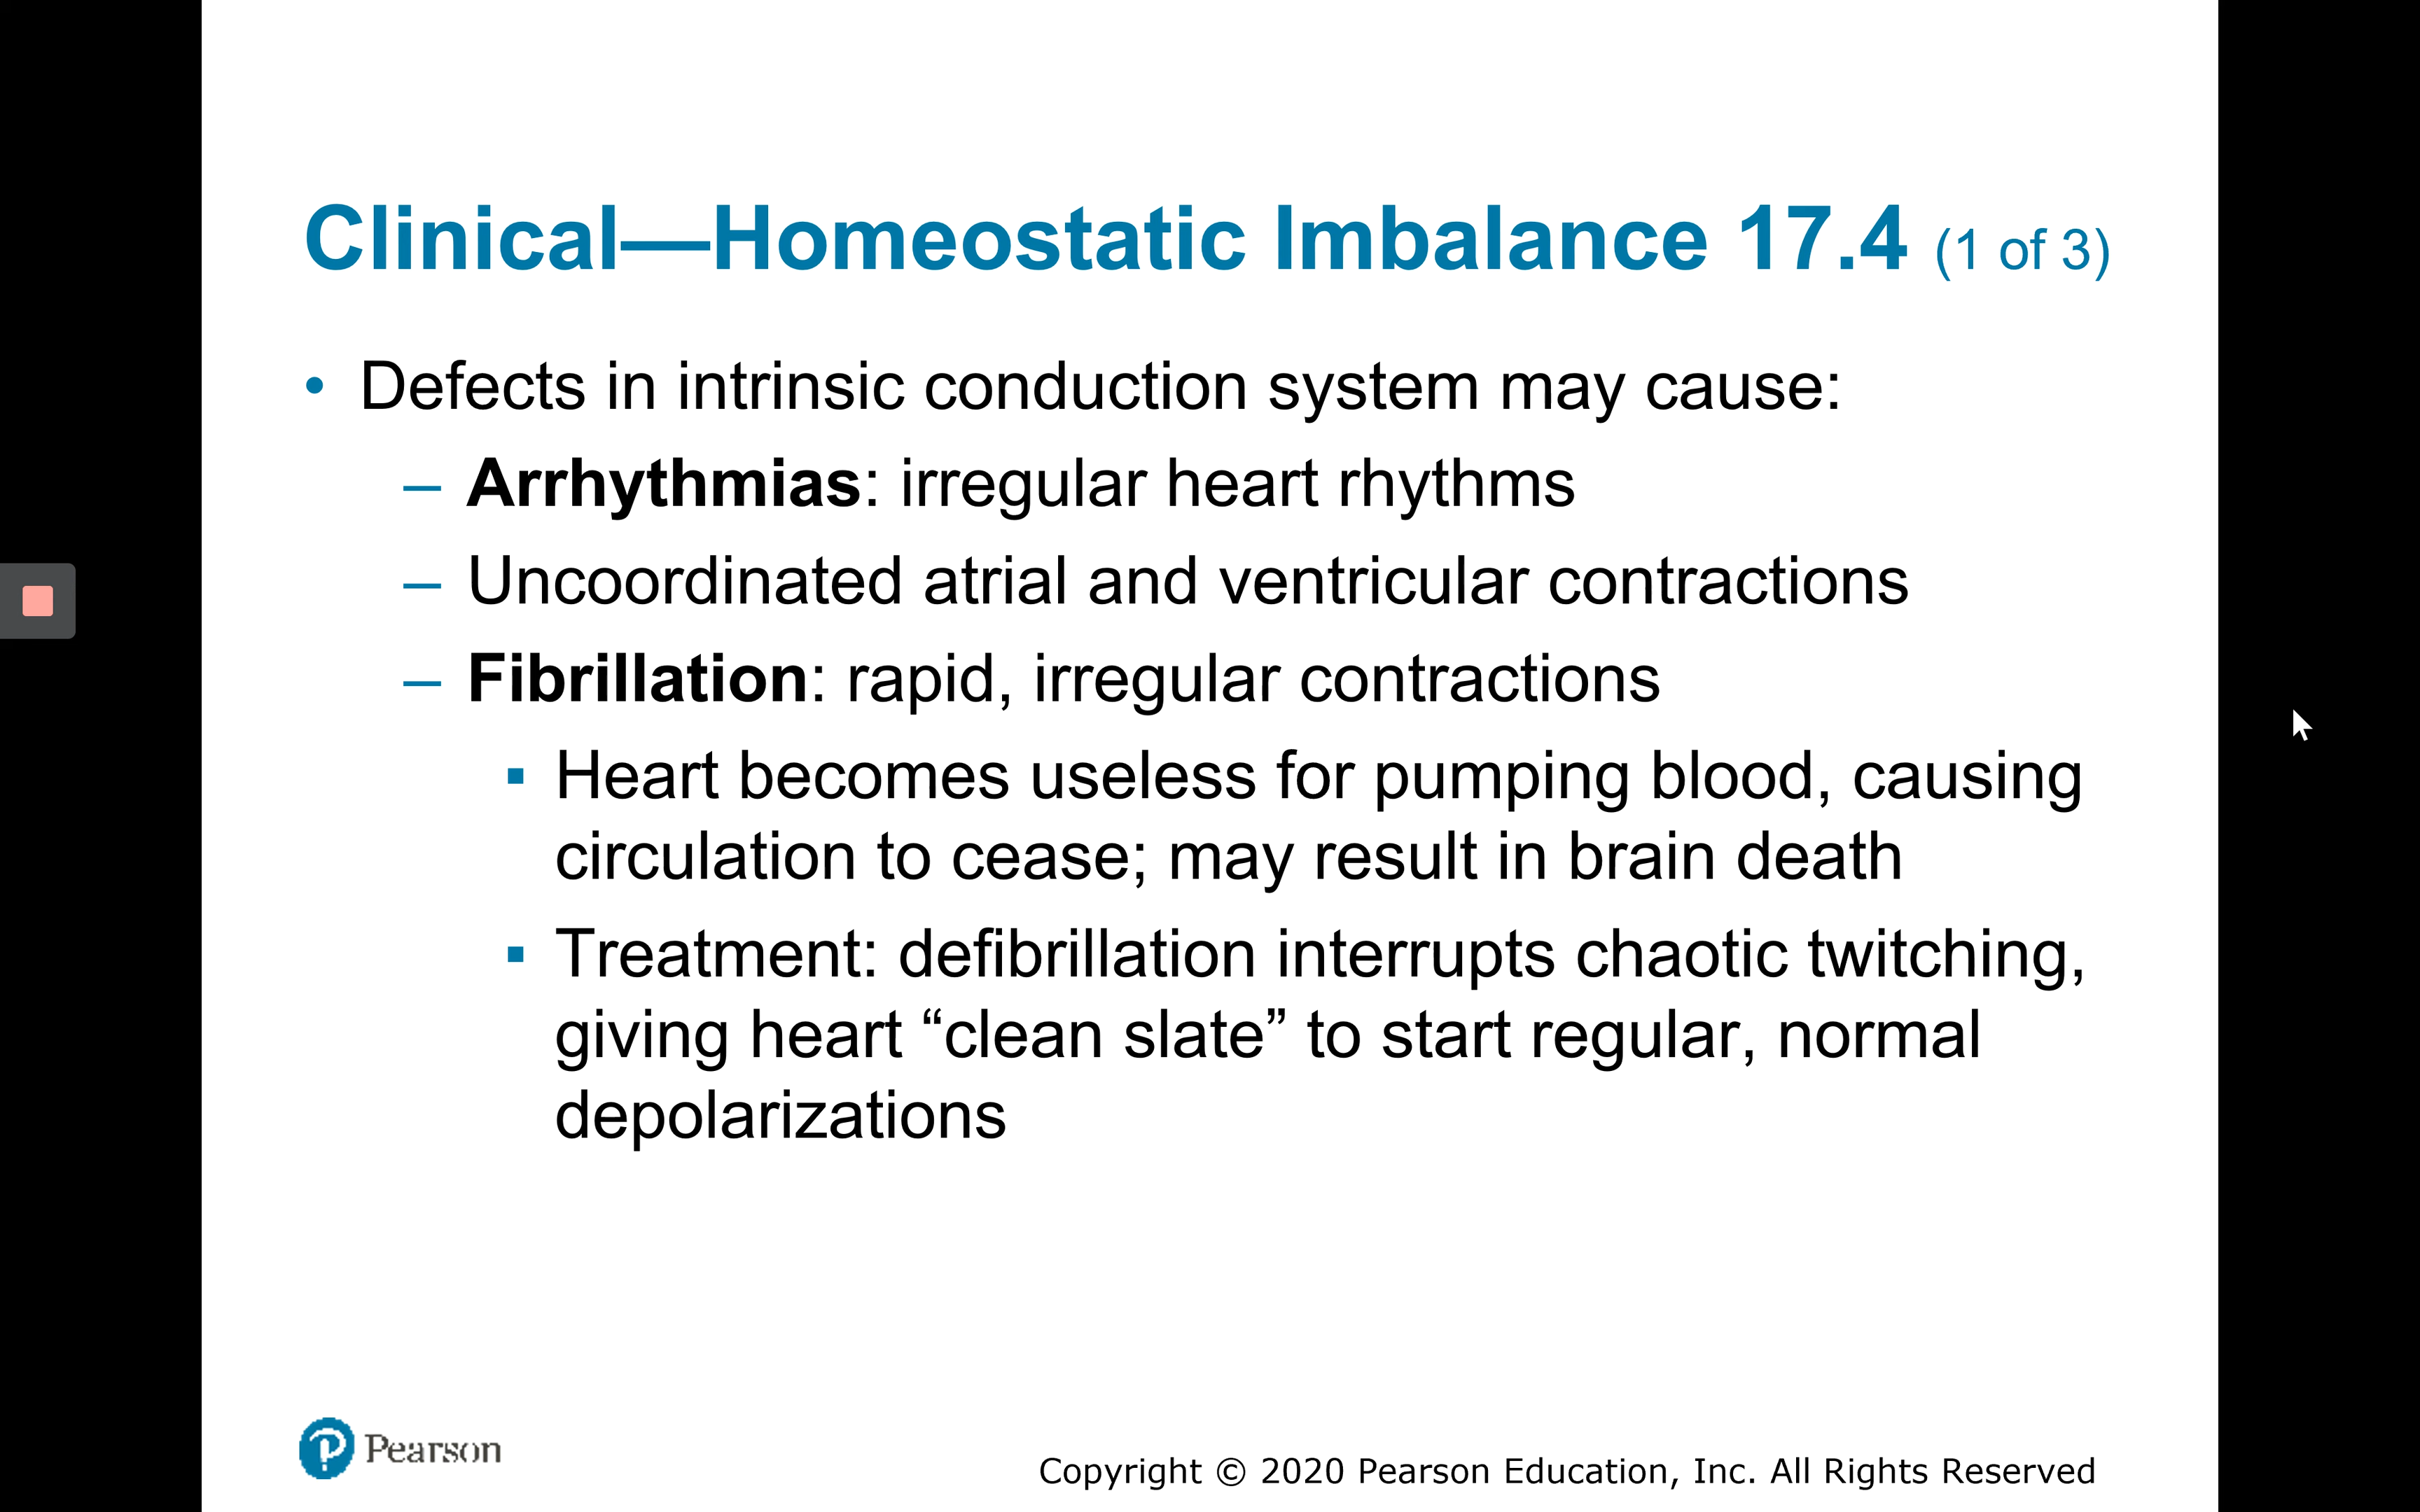 Clinical—Homeostatic Imbalance 17.4 (1 of 3)
• Defects in intrinsic conduction system may cause:
– Arrhythmias: irregular heart rhythms
– Uncoordinated atrial and ventricular contractions
– Fibrillation: rapid, irregular contractions
▪ Heart becomes useless for pumping blood, causing
circulation to cease; may result in brain death
▪ Treatment: defibrillation interrupts chaotic twitching,
giving heart “clean slate” to start regular, normal
depolarizations
Pearson
Copyright © 2020 Pearson Education, Inc. All Rights Reserved